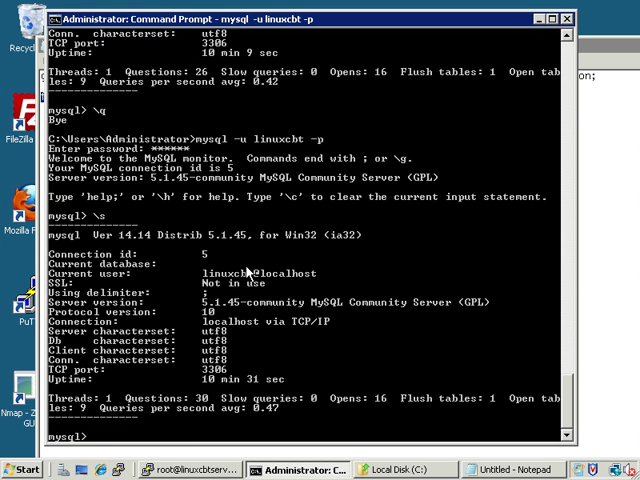 Administrator: Command Prompt - mysql -u linuxcbt -p
Recycl
Conn. characterset: utf8
TCP port: 3306
Uptime: 10 min 9 sec
Threads: 1 Questions: 26 Slow queries: 0 Opens: 16 Flush tables: 1 Open tab
les: 9 Queries per second avg: 0.42
--------------
on;
mysql> \q
Bye
FileZilla
C:\Users\Administrator>mysql -u linuxcbt -p
Enter password: ******
Welcome to the MySQL monitor. Commands end with ; or \g.
Your MySQL connection id is 5
Server version: 5.1.45-community MySQL Community Server (GPL)
Type 'help;' or '\h' for help. Type '\c' to clear the current input statement.
Mozilla
Firefo
mysql> \s
--------------
mysql Ver 14.14 Distrib 5.1.45, for Win32 (ia32)
Connection id: 5
Current database:
Current user: linuxcbt@localhost
SSL: Not in use
Using delimiter: ;
Server version: 5.1.45-community MySQL Community Server (GPL)
Protocol version: 10
Connection: localhost via TCP/IP
PuT
Server characterset: utf8
Db characterset: utf8
Client characterset: utf8
Conn. characterset: utf8
TCP port: 3306
Uptime: 10 min 31 sec
Threads: 1 Questions: 30 Slow queries: 0 Opens: 16 Flush tables: 1 Open tab
les: 9 Queries per second avg: 0.47
--------------
Nmap - Z
GU
mysql>
Start
root@linuxcbtserv...
Administrator: C...
Local Disk (C:)
Untitled - Notepad